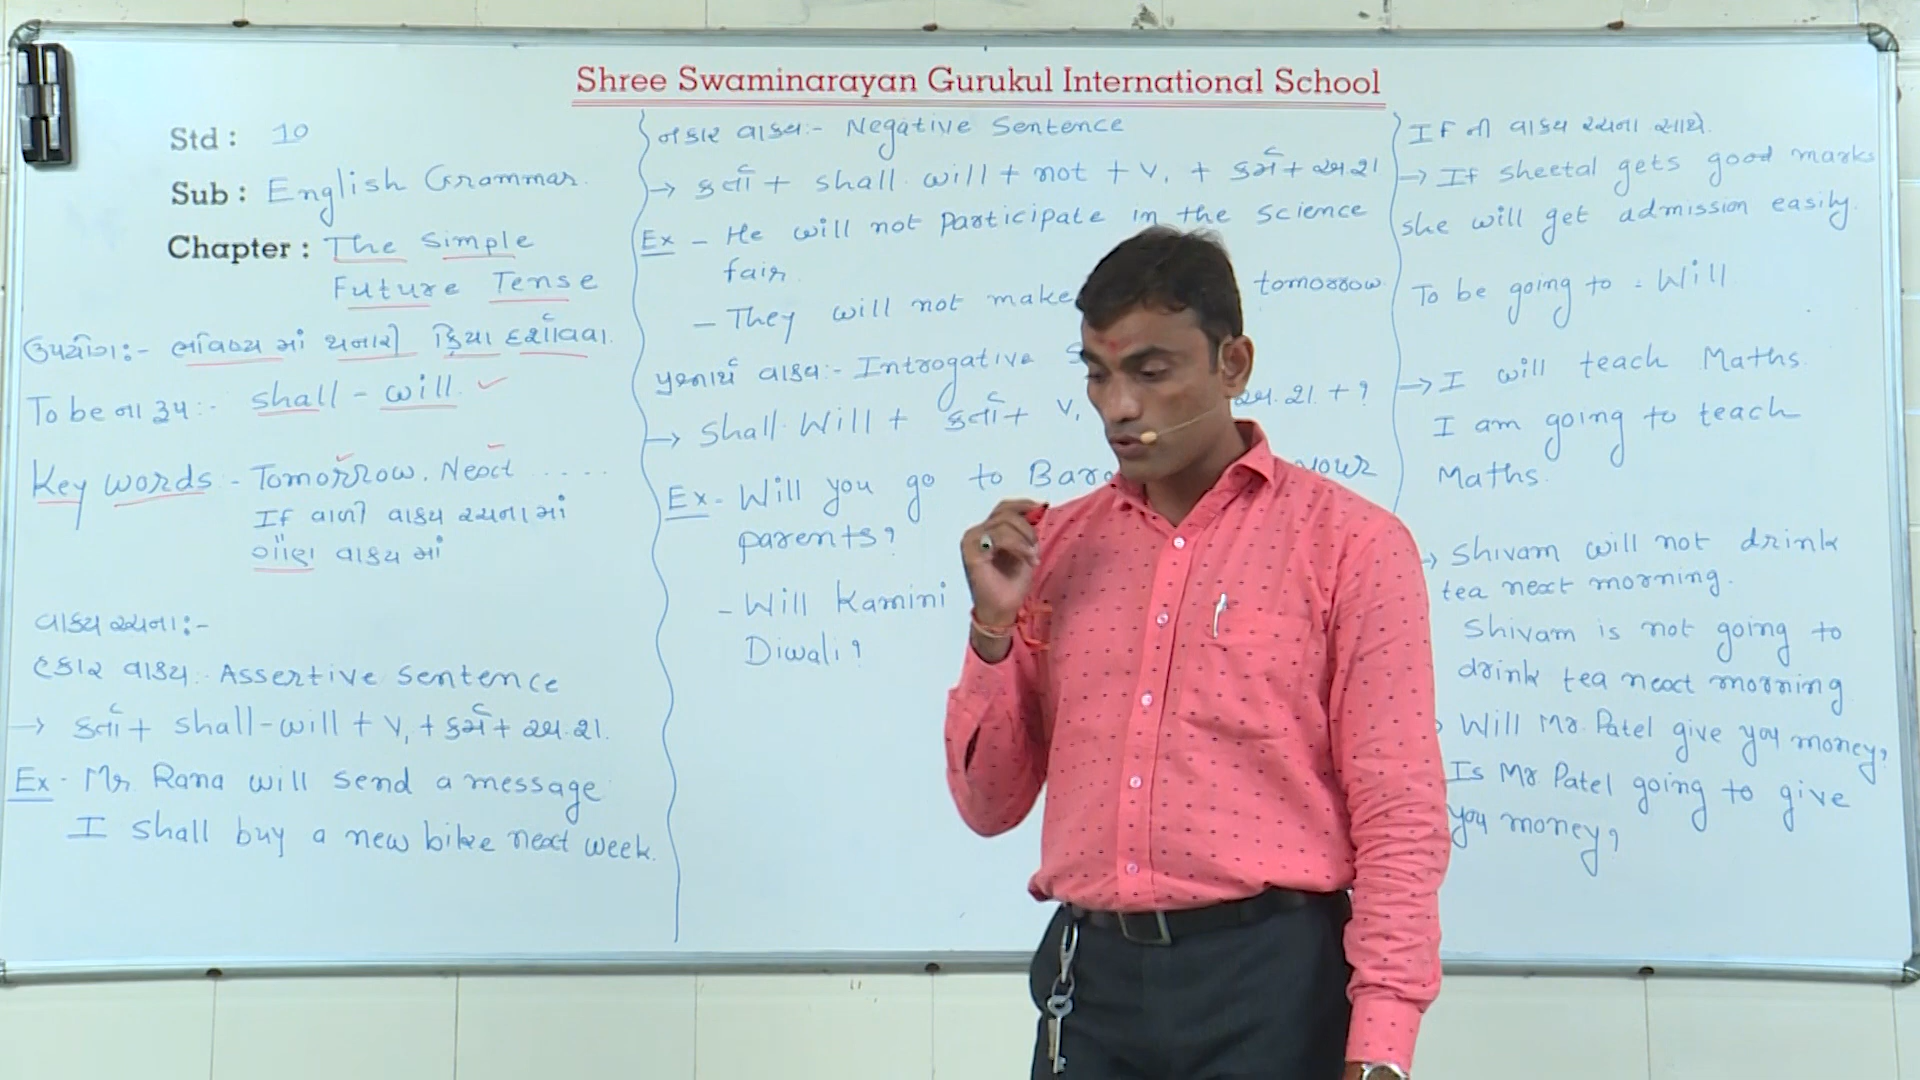 Shree Swaminarayan Gurukul International School
Std : 10
Sub : English Grammar.
Chapter : The Simple
Future Tense
ઉપયોગ:- ભવિષ્ય માં થનારી ક્રિયા દર્શાવવા.
To be ના રૂપ:- shall - will.
Key words - Tomorrow. Next .....
If વાળી વાક્ય રચના માં
ગૌણ વાક્ય માં
વાક્ય રચના:-
હકાર વાક્ય:- Assertive Sentence
→ કર્તા + shall-will + V₁ + કર્મ + અ.શ.
Ex - Mr. Rana will send a message.
I shall buy a new bike next week.
નકાર વાક્ય:- Negative Sentence
→ કર્તા + shall. will + not + V₁ + કર્મ + અ.શ
Ex - He will not participate in the science
fair.
- They will not make tomorrow.
પ્રશ્નાર્થ વાક્ય:- Introgative S
→ Shall. Will + કર્તા + V₁ અ.શ. + ?
Ex - Will you go to Baro your
parents?
- Will Kamini
Diwali?
IF ની વાક્ય રચના સાથે.
→ If sheetal gets good marks
she will get admission easily.
To be going to = Will
→ I will teach Maths.
I am going to teach
Maths.
→ Shivam will not drink
tea next morning.
Shivam is not going to
drink tea next morning
Will Mr. Patel give you money?
Is Mr Patel going to give
you money?